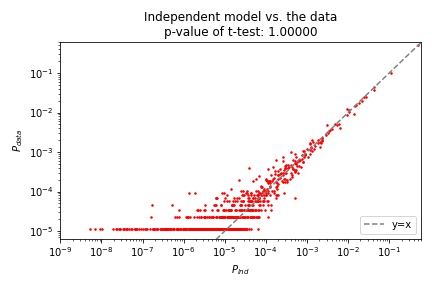 Independent model vs. the data
p-value of t-test: 1.00000
P_data
10⁻¹
10⁻²
10⁻³
10⁻⁴
10⁻⁵
y=x
10⁻⁹ 10⁻⁸ 10⁻⁷ 10⁻⁶ 10⁻⁵ 10⁻⁴ 10⁻³ 10⁻² 10⁻¹
P_ind